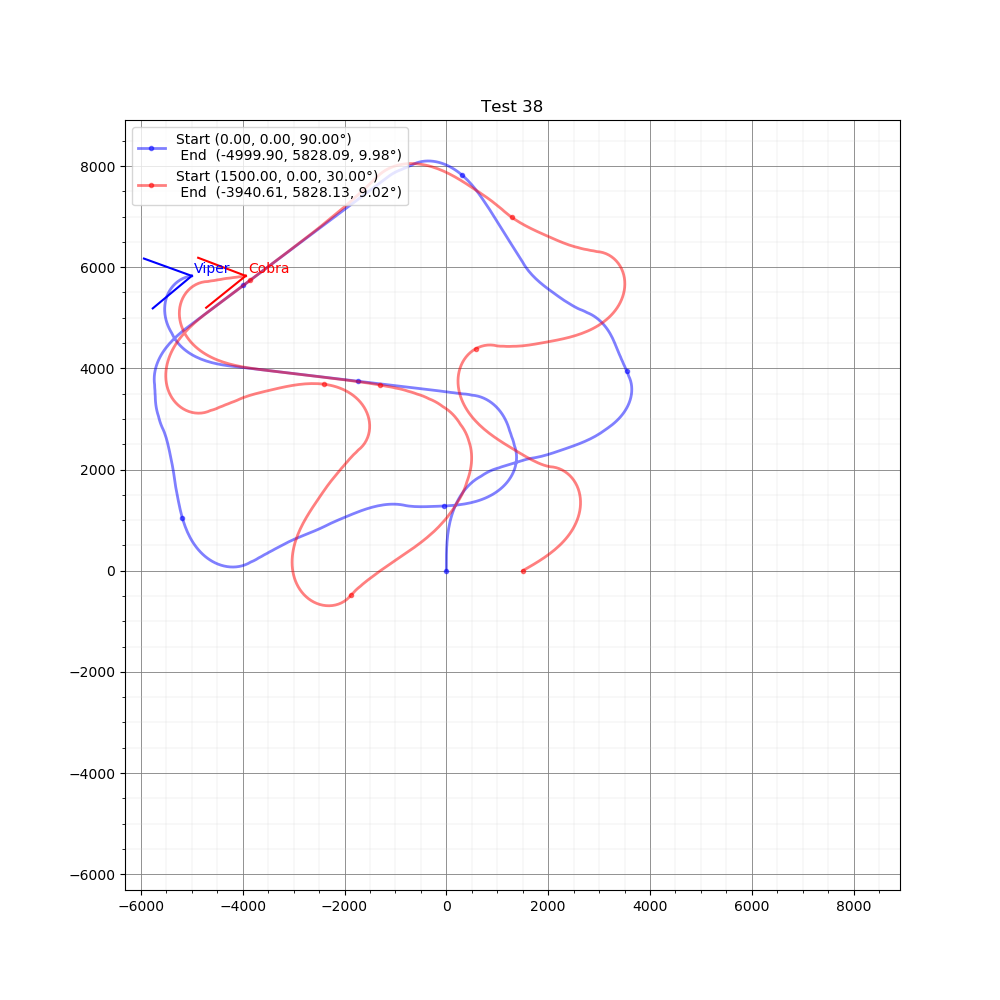 Test 38
Start (0.00, 0.00, 90.00°)
End (-4999.90, 5828.09, 9.98°)
Start (1500.00, 0.00, 30.00°)
End (-3940.61, 5828.13, 9.02°)
Viper
Cobra
8000
6000
4000
2000
0
−2000
−4000
−6000
−6000 −4000 −2000 0 2000 4000 6000 8000